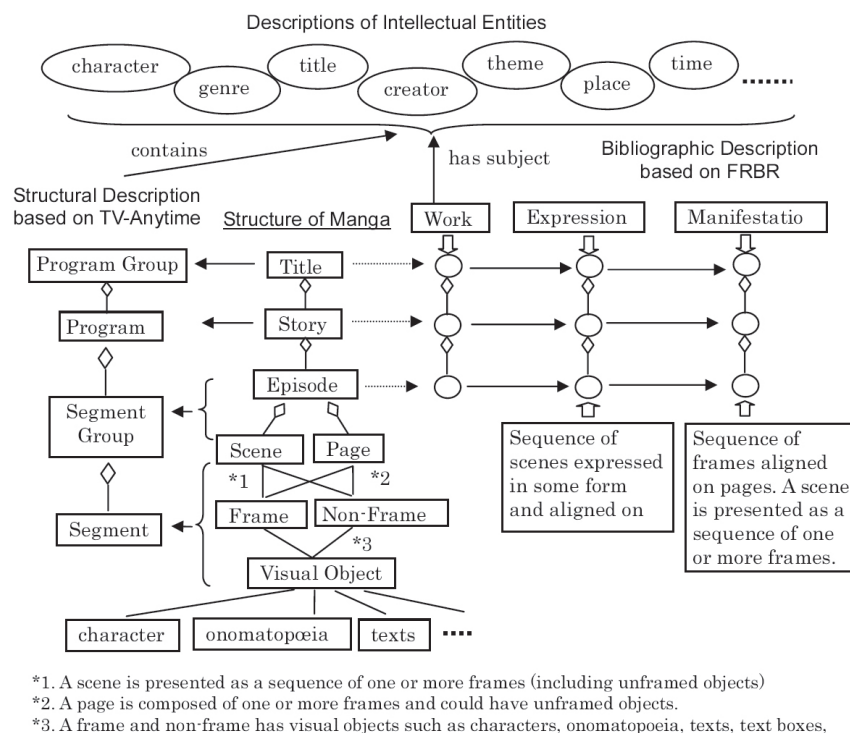 Descriptions of Intellectual Entities
character
genre
title
creator
theme
place
time
contains
has subject
Bibliographic Description
based on FRBR
Structural Description
based on TV-Anytime
Structure of Manga
Work
Expression
Manifestatio
Program Group
Title
Program
Story
Episode
Segment
Group
Scene
Page
Sequence of
scenes expressed
in some form
and aligned on
Sequence of
frames aligned
on pages. A scene
is presented as a
sequence of one
or more frames.
*1
*2
Segment
Frame
Non-Frame
*3
Visual Object
character
onomatopœia
texts
*1. A scene is presented as a sequence of one or more frames (including unframed objects)
*2. A page is composed of one or more frames and could have unframed objects.
*3. A frame and non-frame has visual objects such as characters, onomatopoeia, texts, text boxes,